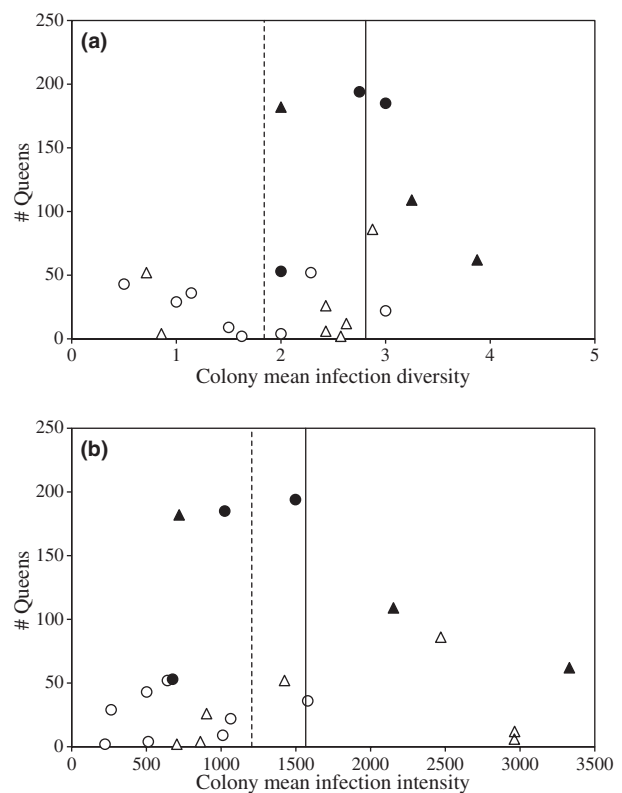 (a)
# Queens
250
200
150
100
50
0
0 1 2 3 4 5
Colony mean infection diversity
(b)
# Queens
250
200
150
100
50
0
0 500 1000 1500 2000 2500 3000 3500
Colony mean infection intensity